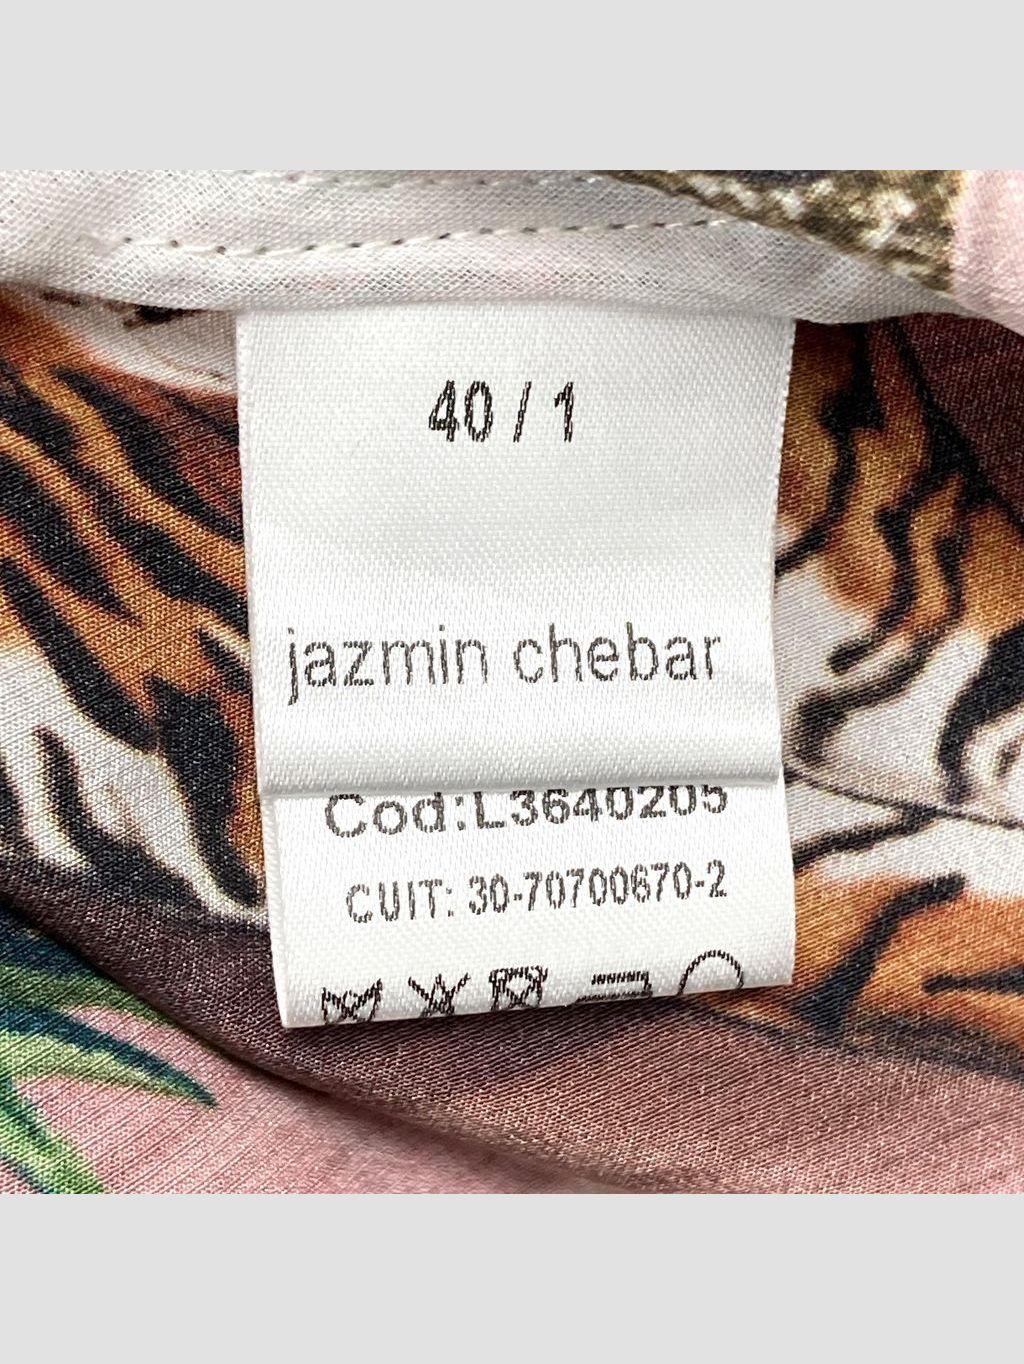 40 / 1
jazmin chebar
Cod:L3640205
CUIT: 30-70700670-2